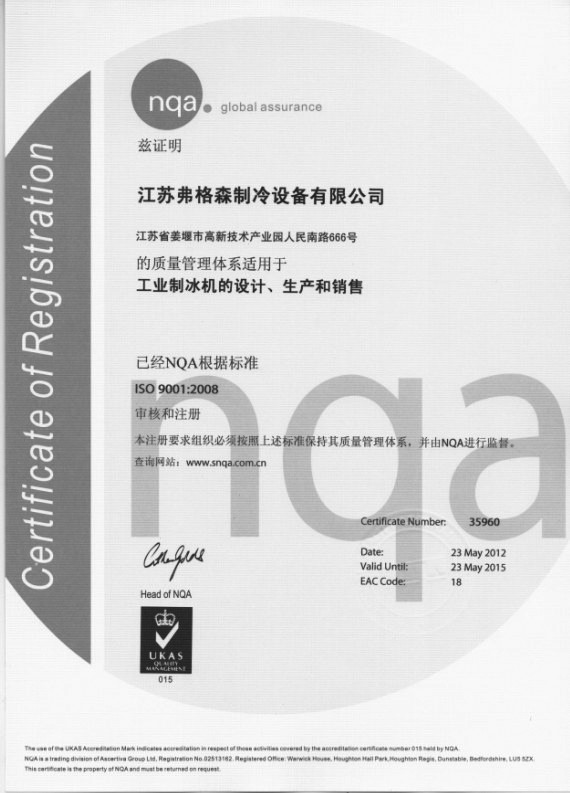 Certificate of Registration
nqa.
global assurance
兹证明
江苏弗格森制冷设备有限公司
江苏省姜堰市高新技术产业园人民南路666号
的质量管理体系适用于
工业制冰机的设计、生产和销售
已经NQA根据标准
ISO 9001:2008
审核和注册
本注册要求组织必须按照上述标准保持其质量管理体系，并由NQA进行监督。
查询网站：www.snqa.com.cn
nqa
Certificate Number: 35960
Date: 23 May 2012
Valid Until: 23 May 2015
EAC Code: 18
Head of NQA
UKAS
QUALITY
MANAGEMENT
015
The use of the UKAS Accreditation Mark indicates accreditation in respect of those activities covered by the accreditation certificate number 015 held by NQA.
NQA is a trading division of Ascertiva Group Ltd, Registration No.02513162. Registered Office: Warwick House, Houghton Hall Park,Houghton Regis, Dunstable, Bedfordshire, LU5 5ZX.
This certificate is the property of NQA and must be returned on request.